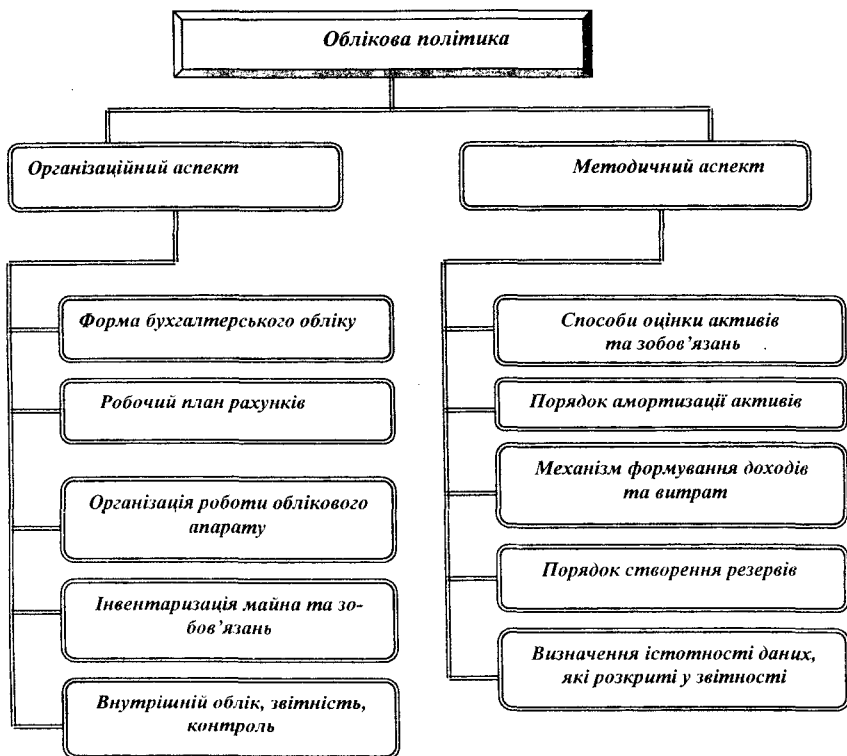 Облікова політика
Організаційний аспект
Методичний аспект
Форма бухгалтерського обліку
Робочий план рахунків
Організація роботи облікового
апарату
Інвентаризація майна та зо-
бов’язань
Внутрішній облік, звітність,
контроль
Способи оцінки активів
та зобов’язань
Порядок амортизації активів
Механізм формування доходів
та витрат
Порядок створення резервів
Визначення істотності даних,
які розкриті у звітності